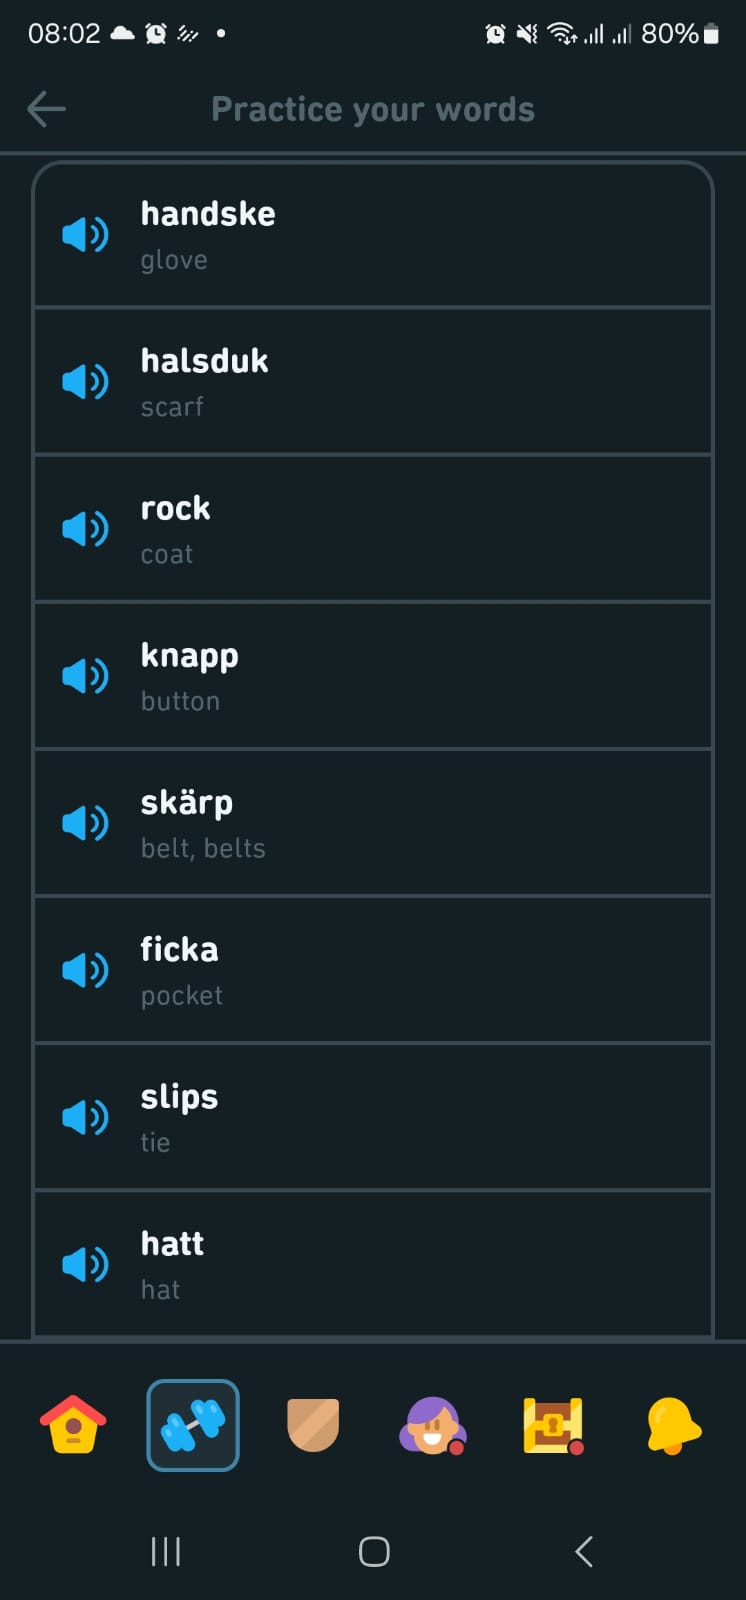 08:02
80%
Practice your words
handske
glove
halsduk
scarf
rock
coat
knapp
button
skärp
belt, belts
ficka
pocket
slips
tie
hatt
hat